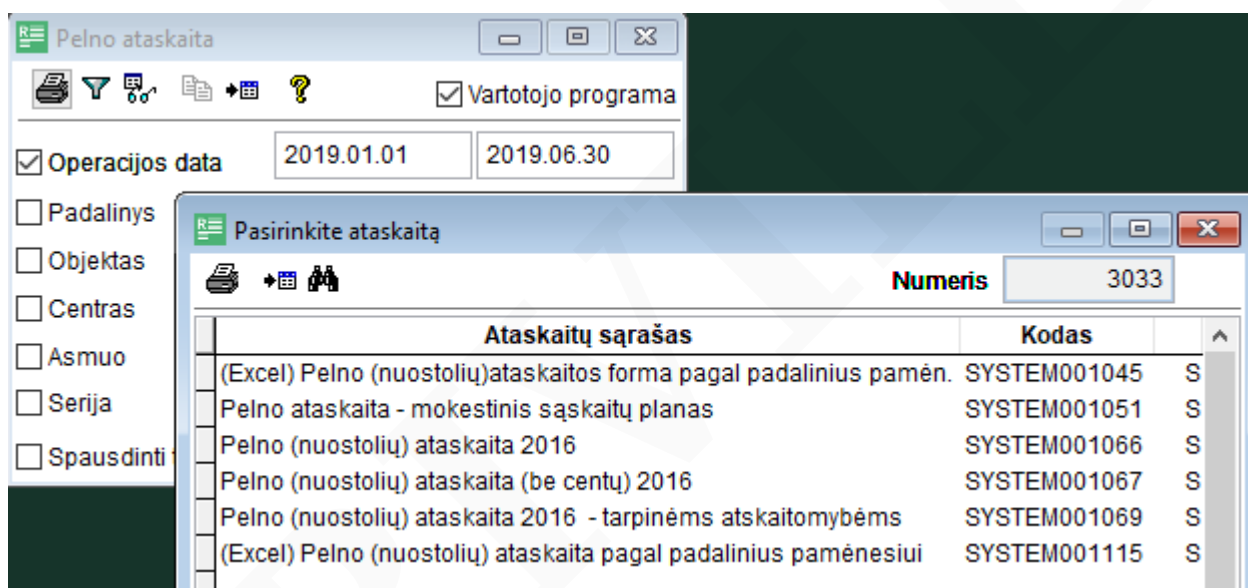 Pelno ataskaita
Vartotojo programa
Operacijos data 2019.01.01 2019.06.30
Padalinys
Objektas
Centras
Asmuo
Serija
Spausdinti
Pasirinkite ataskaitą
Numeris 3033
Ataskaitų sąrašas Kodas
(Excel) Pelno (nuostolių)ataskaitos forma pagal padalinius pamėn. SYSTEM001045 S
Pelno ataskaita - mokestinis sąskaitų planas SYSTEM001051 S
Pelno (nuostolių) ataskaita 2016 SYSTEM001066 S
Pelno (nuostolių) ataskaita (be centų) 2016 SYSTEM001067 S
Pelno (nuostolių) ataskaita 2016 - tarpinėms atskaitomybėms SYSTEM001069 S
(Excel) Pelno (nuostolių) ataskaita pagal padalinius pamėnesiui SYSTEM001115 S